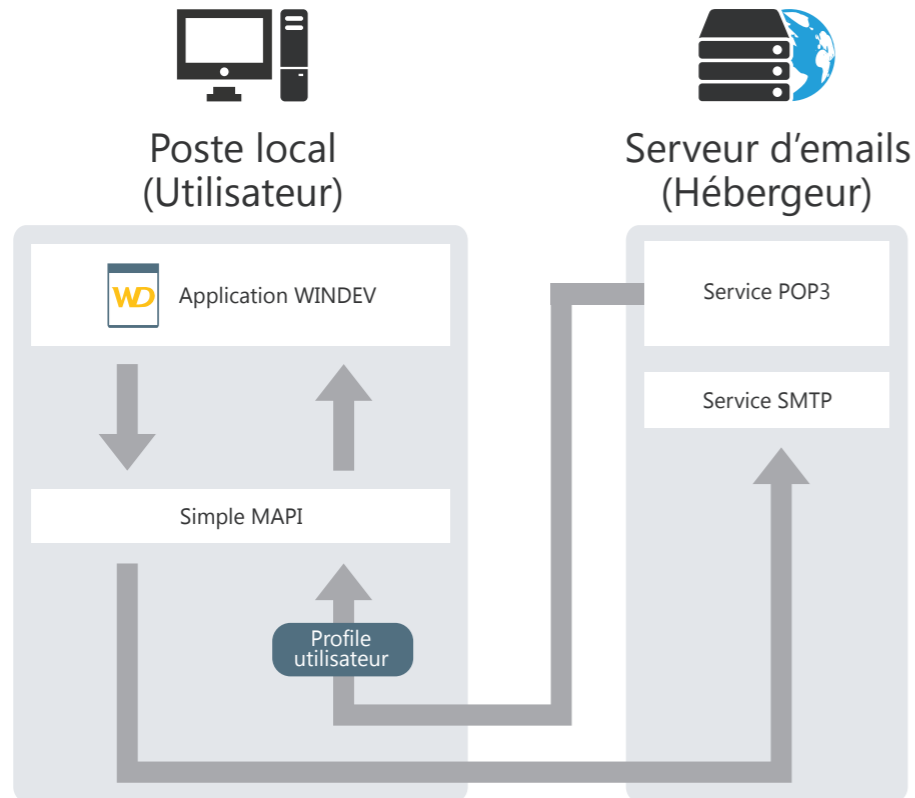 Poste local
(Utilisateur)
Serveur d'emails
(Hébergeur)
WD
Application WINDEV
Service POP3
Service SMTP
Simple MAPI
Profile
utilisateur